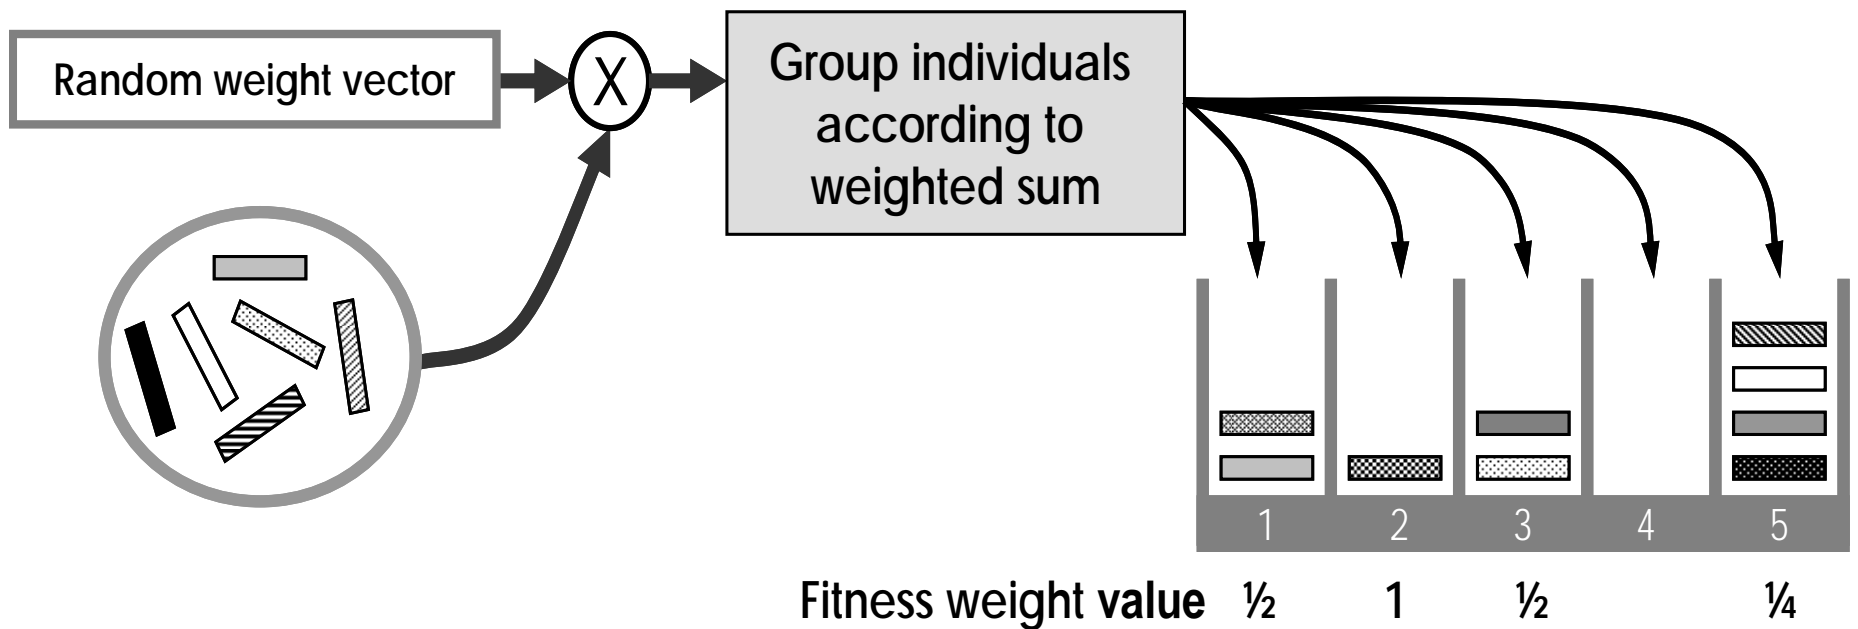 Random weight vector
X
Group individuals
according to
weighted sum
1 2 3 4 5
Fitness weight value ½ 1 ½ ¼